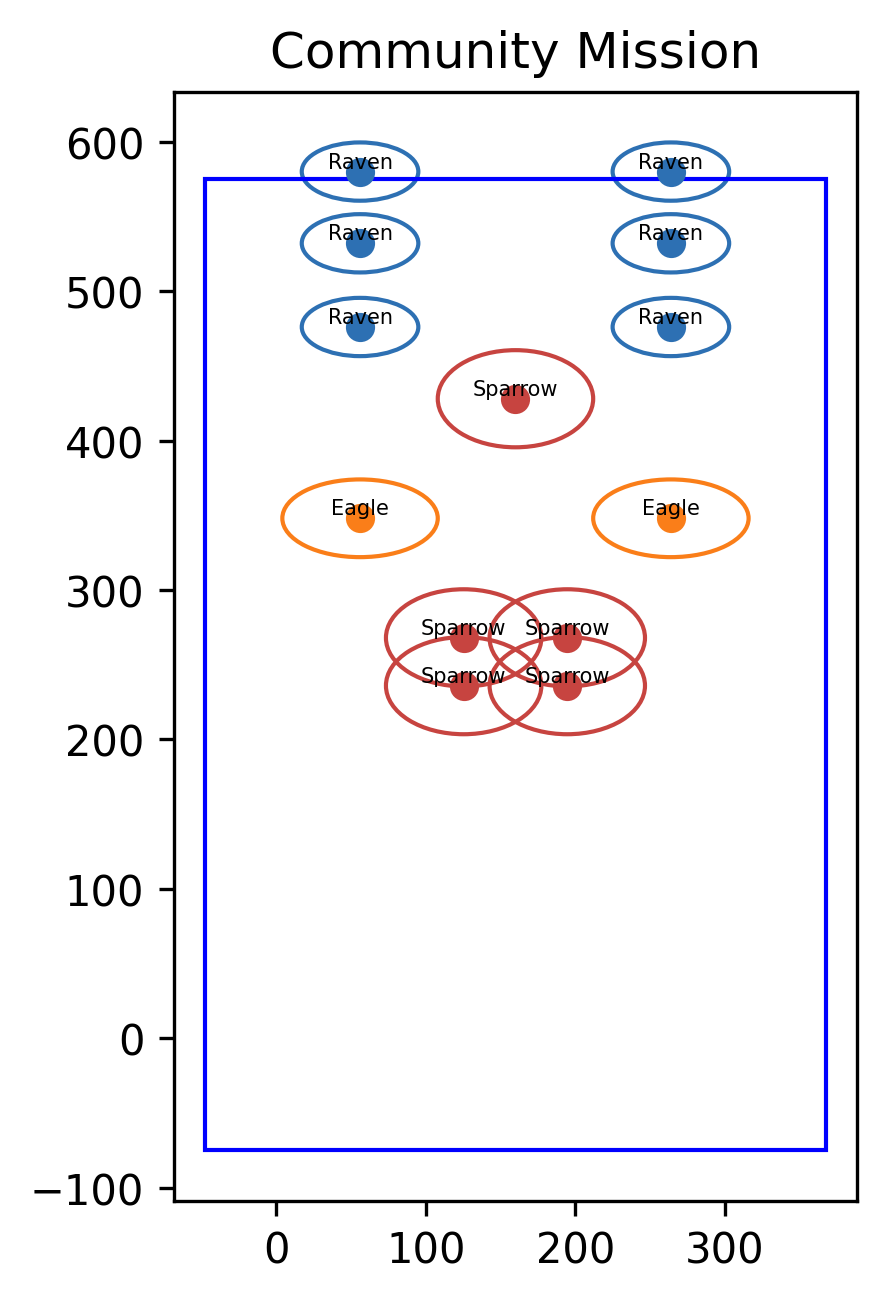 Community Mission
600
Raven Raven
Raven Raven
500
Raven Raven
Sparrow
400
Eagle Eagle
300
Sparrow Sparrow
Sparrow Sparrow
200
100
0
−100
0 100 200 300